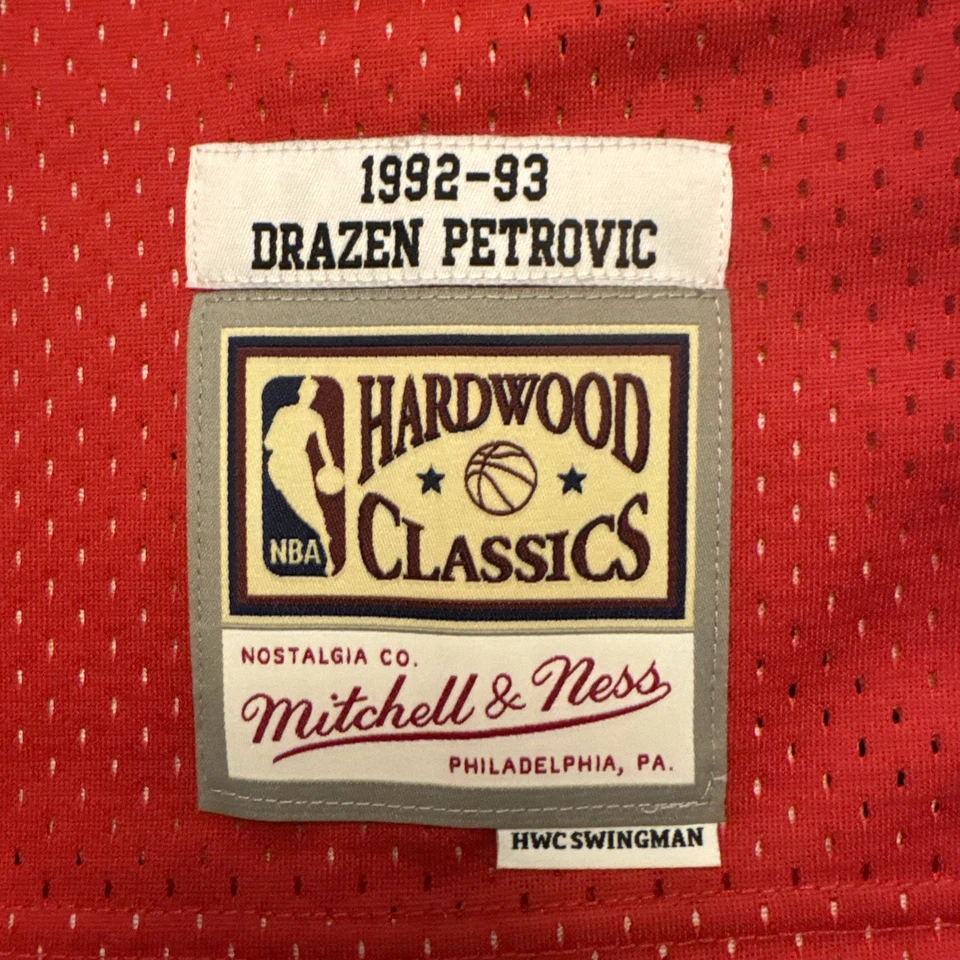 1992-93
DRAZEN PETROVIC
HARDWOOD
NBA
CLASSICS
NOSTALGIA CO.
Mitchell & Ness
PHILADELPHIA, PA.
HWC SWINGMAN